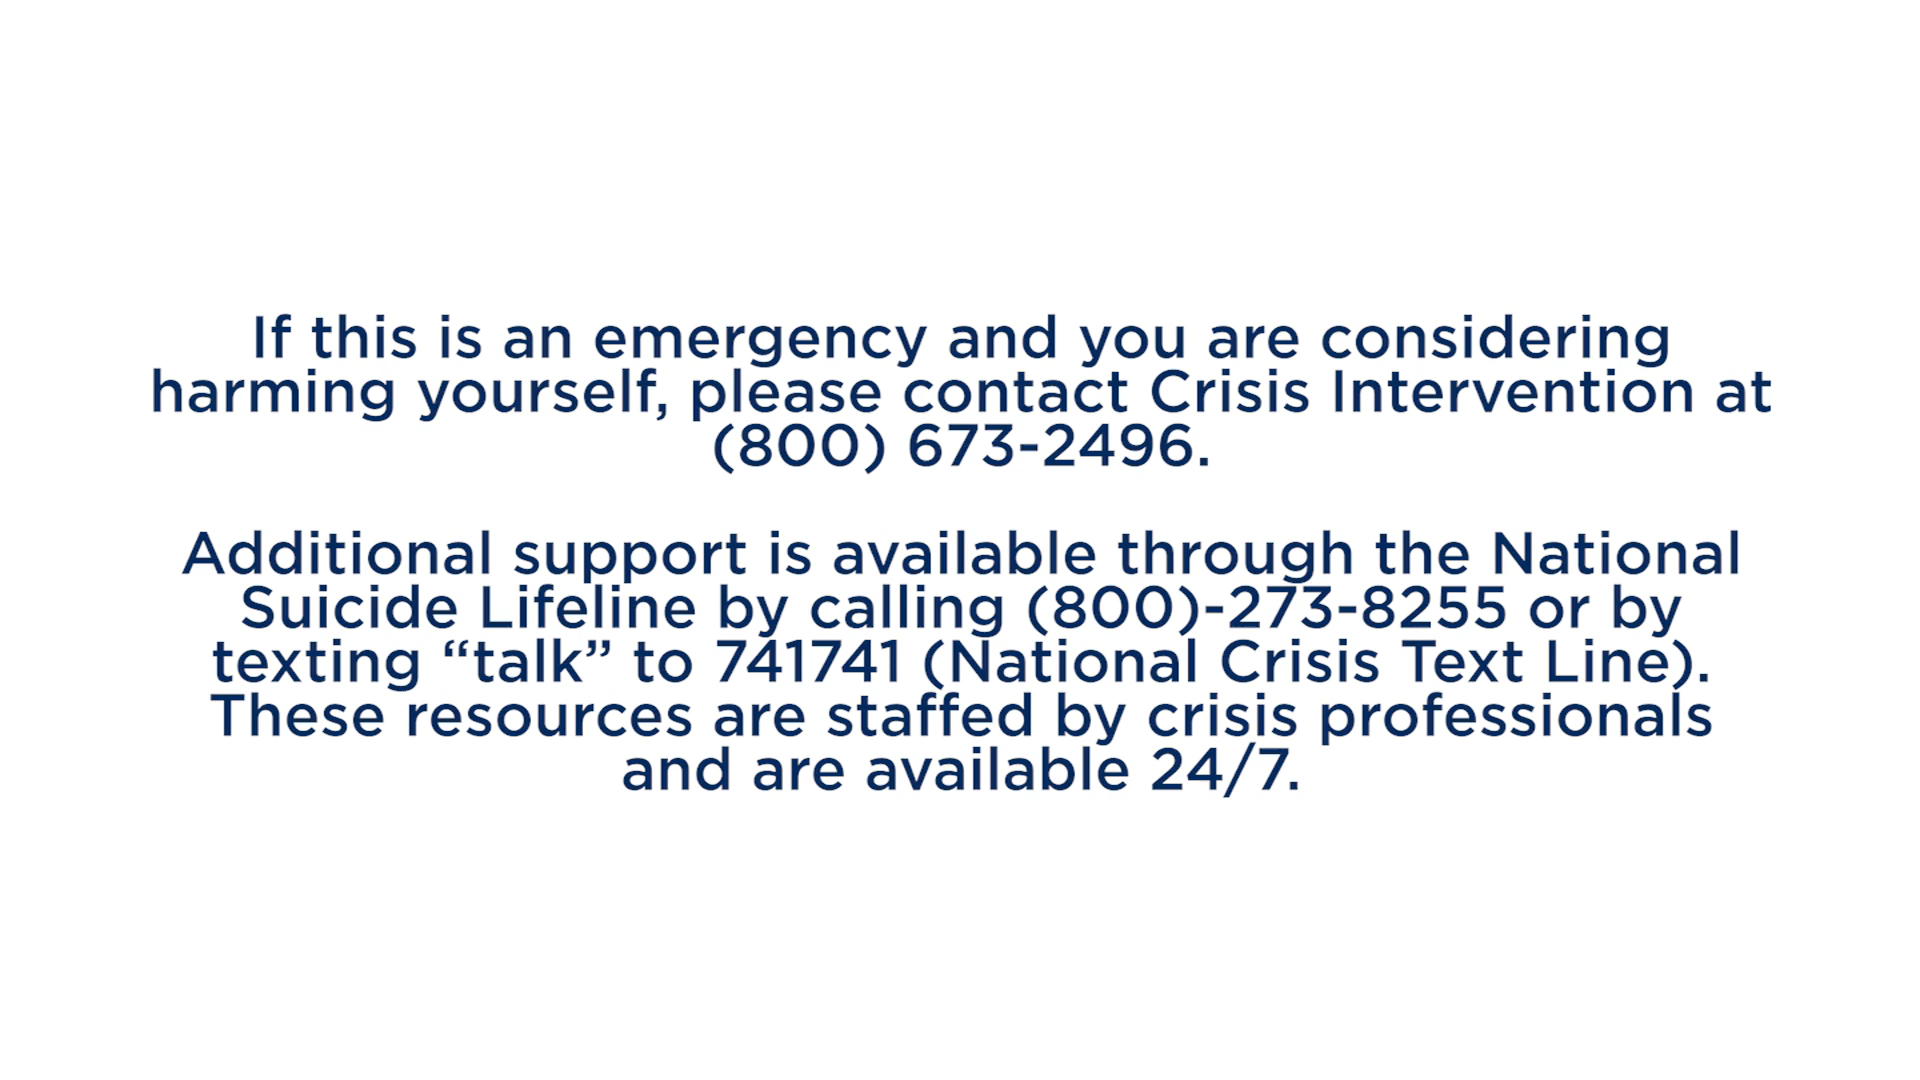 If this is an emergency and you are considering
harming yourself, please contact Crisis Intervention at
(800) 673-2496.
Additional support is available through the National
Suicide Lifeline by calling (800)-273-8255 or by
texting “talk” to 741741 (National Crisis Text Line).
These resources are staffed by crisis professionals
and are available 24/7.